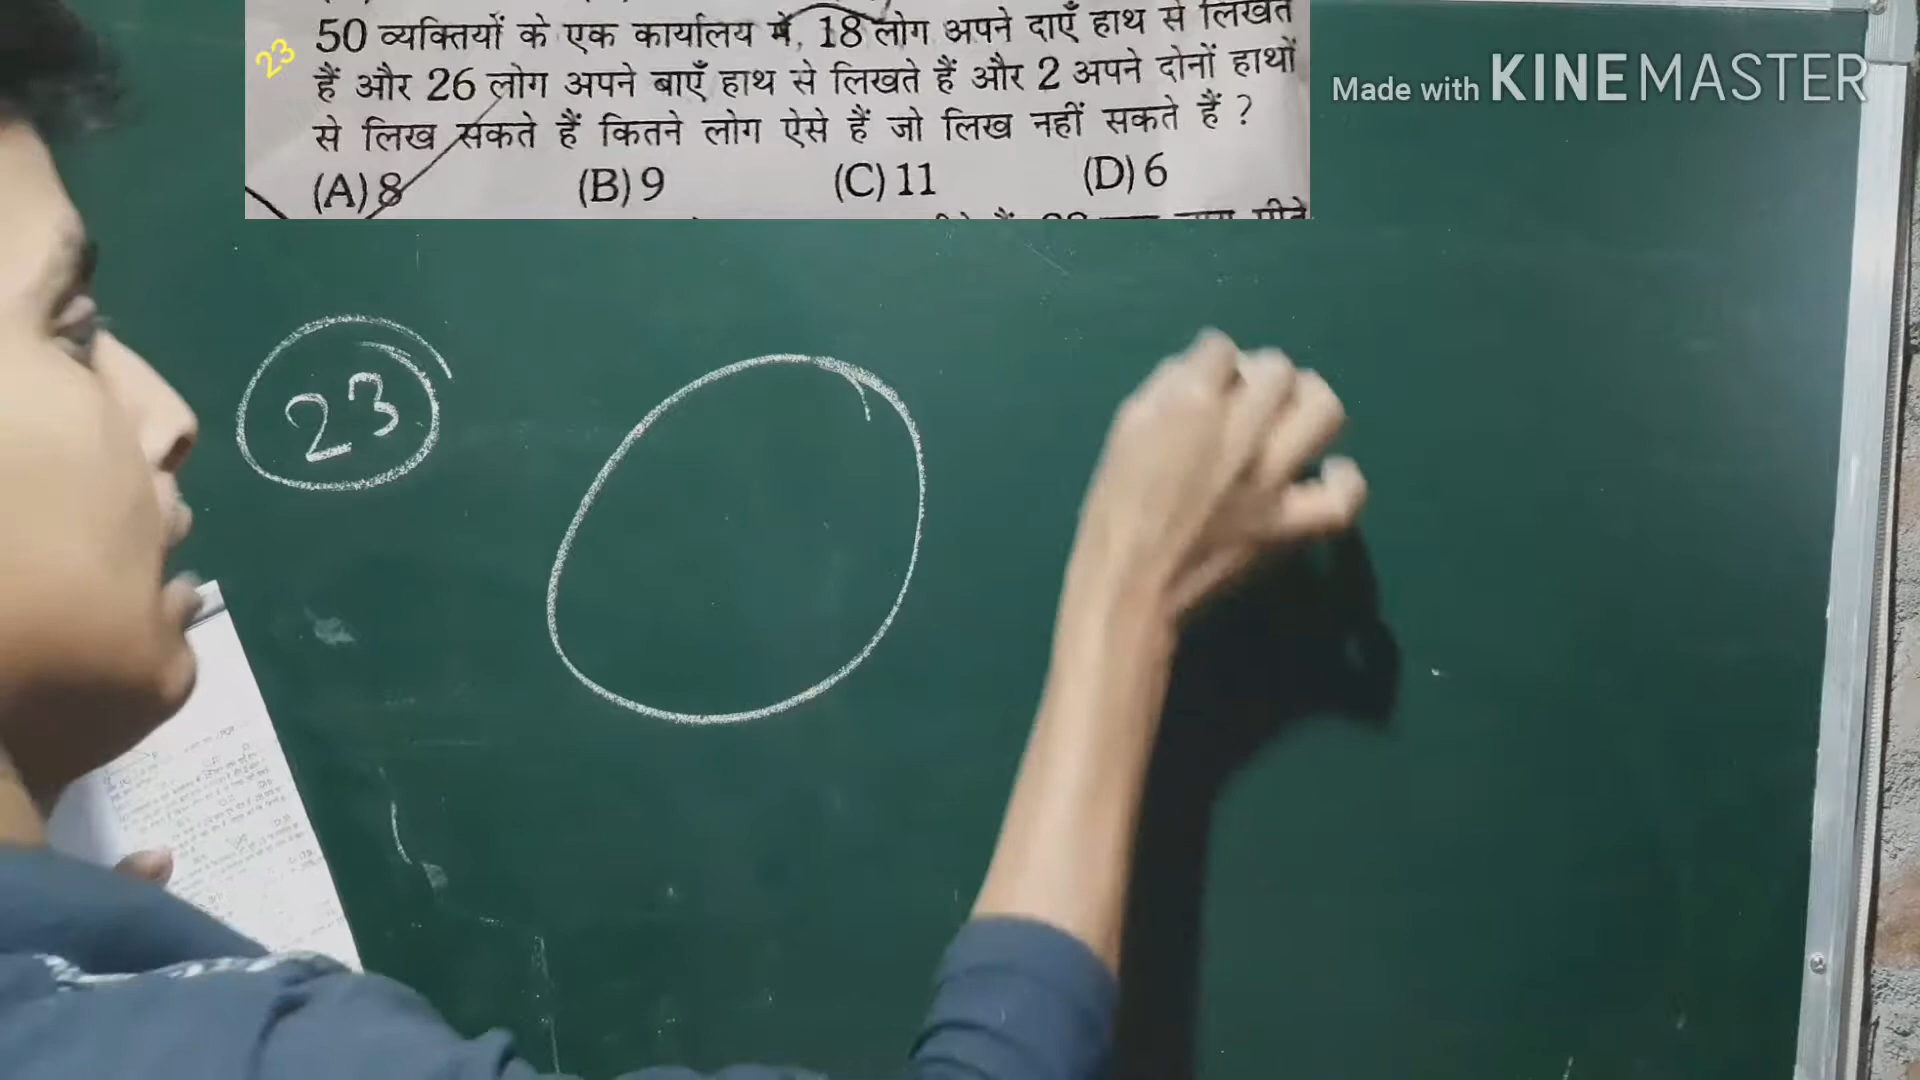 23 50 व्यक्तियों के एक कार्यालय में, 18 लोग अपने दाएँ हाथ से लिखते
हैं और 26 लोग अपने बाएँ हाथ से लिखते हैं और 2 अपने दोनों हाथों
से लिख सकते हैं कितने लोग ऐसे हैं जो लिख नहीं सकते हैं ?
(A) 8 (B) 9 (C) 11 (D) 6
Made with KINEMASTER
23